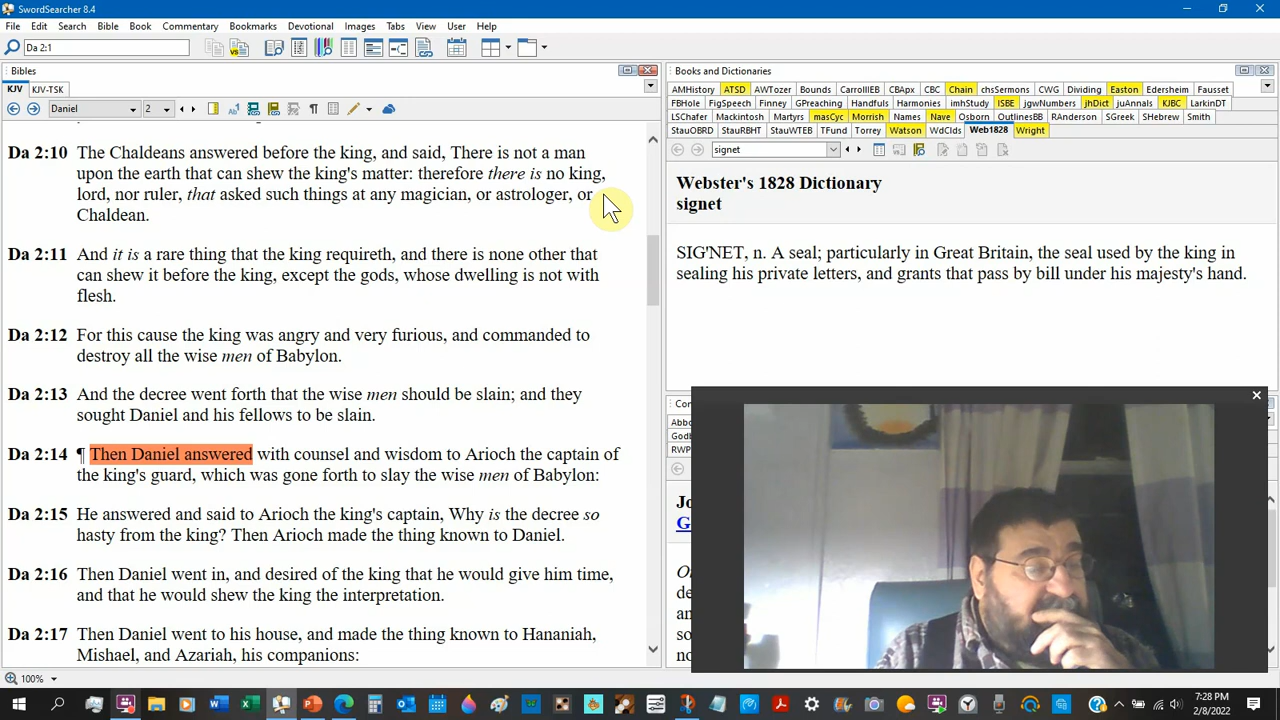 SwordSearcher 8.4
File Edit Search Bible Book Commentary Bookmarks Devotional Images Tabs View User Help
Da 2:1
Bibles
KJV KJV-TSK
Daniel 2
Da 2:10 The Chaldeans answered before the king, and said, There is not a man
upon the earth that can shew the king's matter: therefore there is no king,
lord, nor ruler, that asked such things at any magician, or astrologer, or
Chaldean.
Da 2:11 And it is a rare thing that the king requireth, and there is none other that
can shew it before the king, except the gods, whose dwelling is not with
flesh.
Da 2:12 For this cause the king was angry and very furious, and commanded to
destroy all the wise men of Babylon.
Da 2:13 And the decree went forth that the wise men should be slain; and they
sought Daniel and his fellows to be slain.
Da 2:14 ¶ Then Daniel answered with counsel and wisdom to Arioch the captain of
the king's guard, which was gone forth to slay the wise men of Babylon:
Da 2:15 He answered and said to Arioch the king's captain, Why is the decree so
hasty from the king? Then Arioch made the thing known to Daniel.
Da 2:16 Then Daniel went in, and desired of the king that he would give him time,
and that he would shew the king the interpretation.
Da 2:17 Then Daniel went to his house, and made the thing known to Hananiah,
Mishael, and Azariah, his companions:
100%
Books and Dictionaries
AMHistory ATSD AWTozer Bounds CarrollIEB CBApx CBC Chain chsSermons CWG Dividing Easton Edersheim Fausset
FBHole FigSpeech Finney GPreaching Handfuls Harmonies imhStudy ISBE jgwNumbers jhDict juAnnals KJBC LarkinDT
LSChafer Mackintosh Martyrs masCyc Morrish Names Nave Osborn OutlinesBB RAnderson SGreek SHebrew Smith
StauOBRD StauRBHT StauWTEB TFund Torrey Watson WdClds Web1828 Wright
signet
Webster's 1828 Dictionary
signet
SIG'NET, n. A seal; particularly in Great Britain, the seal used by the king in
sealing his private letters, and grants that pass by bill under his majesty's hand.
7:28 PM
2/8/2022